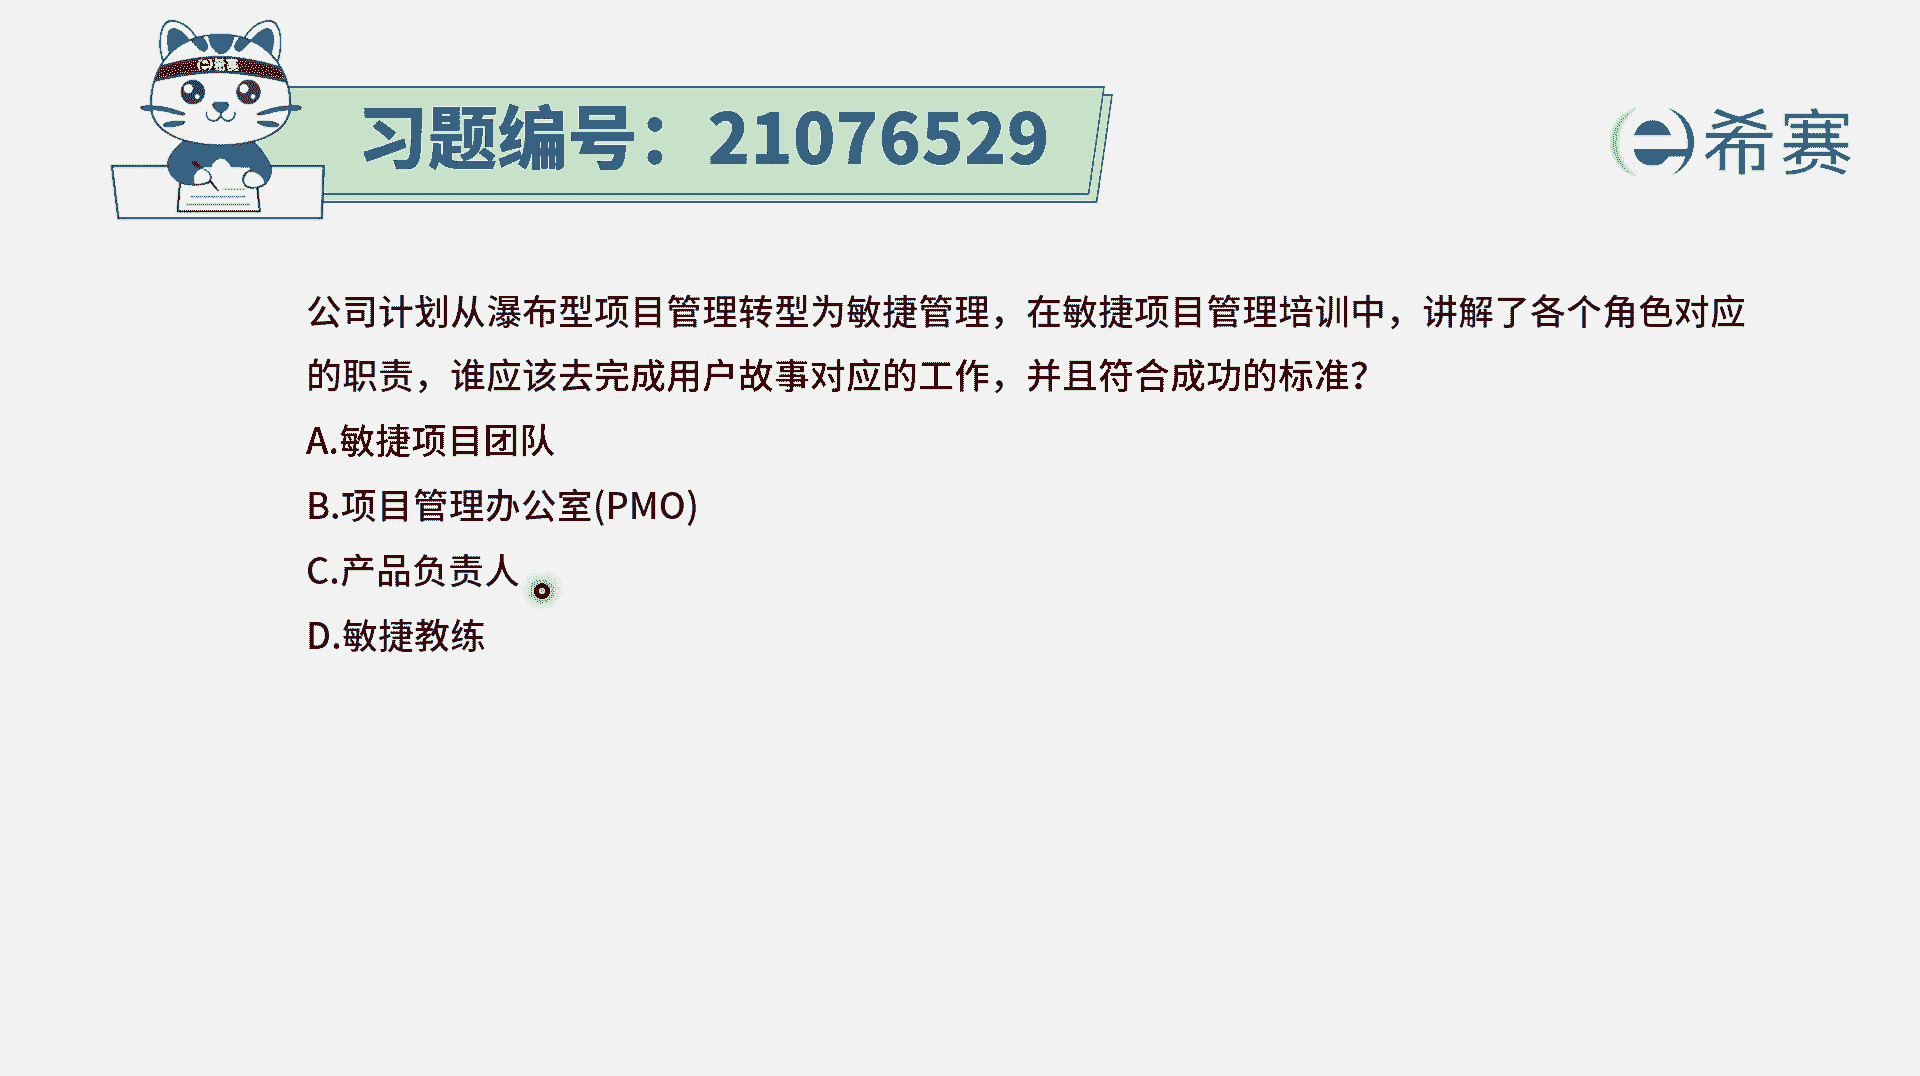 希赛
习题编号：21076529
希赛
公司计划从瀑布型项目管理转型为敏捷管理，在敏捷项目管理培训中，讲解了各个角色对应
的职责，谁应该去完成用户故事对应的工作，并且符合成功的标准？
A.敏捷项目团队
B.项目管理办公室(PMO)
C.产品负责人
D.敏捷教练